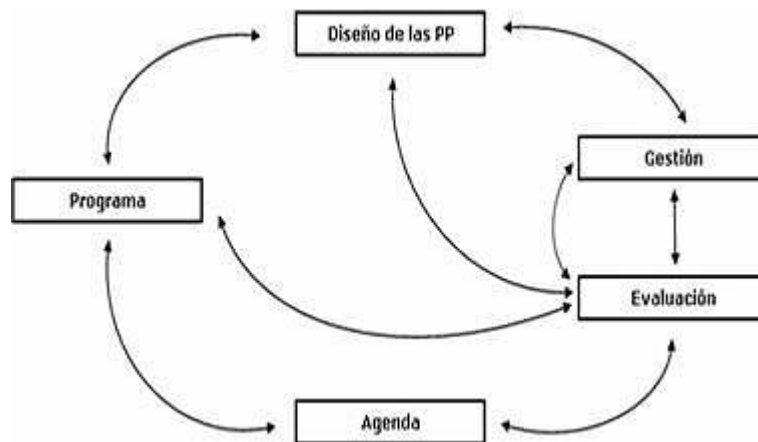 Diseño de las PP
Gestión
Programa
Evaluación
Agenda